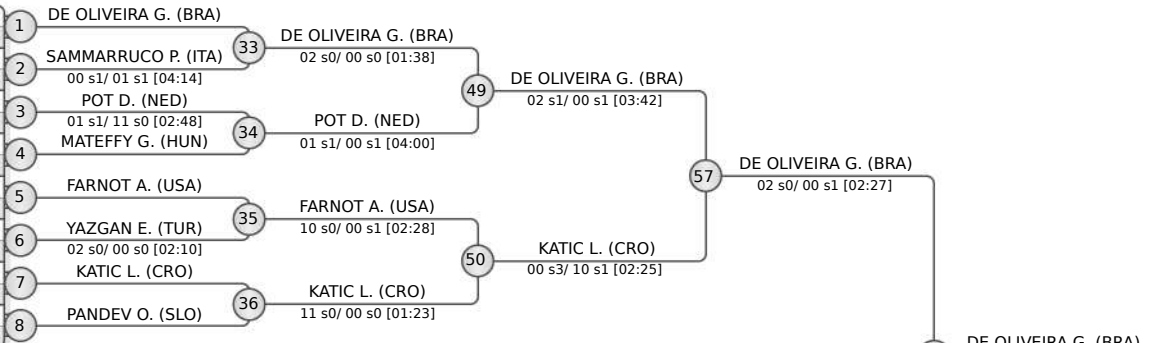 1
DE OLIVEIRA G. (BRA)
2
SAMMARRUCO P. (ITA)
00 s1/ 01 s1 [04:14]
3
POT D. (NED)
01 s1/ 11 s0 [02:48]
4
MATEFFY G. (HUN)
5
FARNOT A. (USA)
6
YAZGAN E. (TUR)
02 s0/ 00 s0 [02:10]
7
KATIC L. (CRO)
8
PANDEV O. (SLO)
33
DE OLIVEIRA G. (BRA)
02 s0/ 00 s0 [01:38]
34
POT D. (NED)
01 s1/ 00 s1 [04:00]
35
FARNOT A. (USA)
10 s0/ 00 s1 [02:28]
36
KATIC L. (CRO)
11 s0/ 00 s0 [01:23]
49
DE OLIVEIRA G. (BRA)
02 s1/ 00 s1 [03:42]
50
KATIC L. (CRO)
00 s3/ 10 s1 [02:25]
57
DE OLIVEIRA G. (BRA)
02 s0/ 00 s1 [02:27]
DE OLIVEIRA G. (BRA)